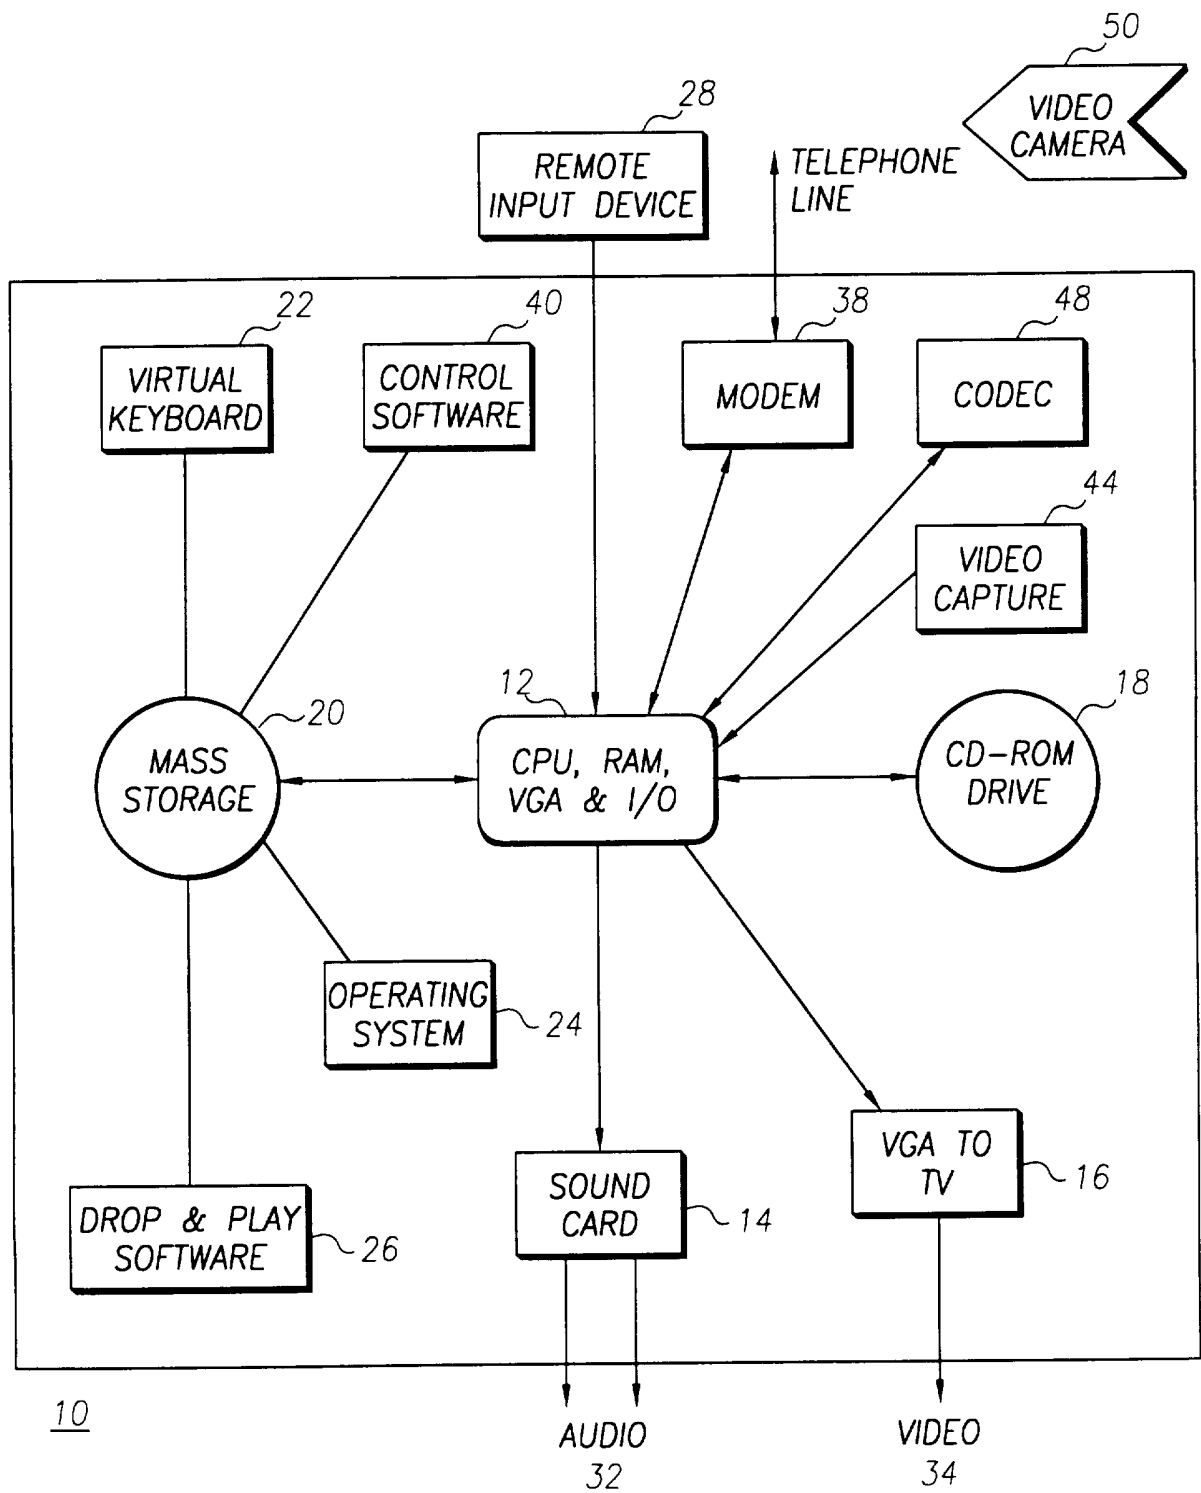 50
VIDEO
CAMERA
28
REMOTE
INPUT DEVICE
TELEPHONE
LINE
22
VIRTUAL
KEYBOARD
40
CONTROL
SOFTWARE
38
MODEM
48
CODEC
44
VIDEO
CAPTURE
20
MASS
STORAGE
12
CPU, RAM,
VGA & I/O
18
CD-ROM
DRIVE
OPERATING
SYSTEM
24
DROP & PLAY
SOFTWARE
26
SOUND
CARD
14
VGA TO
TV
16
10
AUDIO
32
VIDEO
34